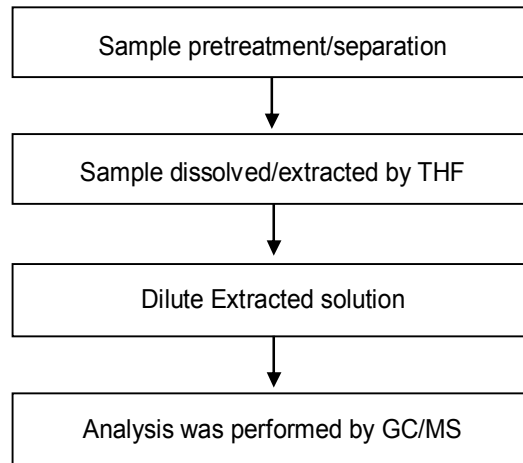 Sample pretreatment/separation
Sample dissolved/extracted by THF
Dilute Extracted solution
Analysis was performed by GC/MS